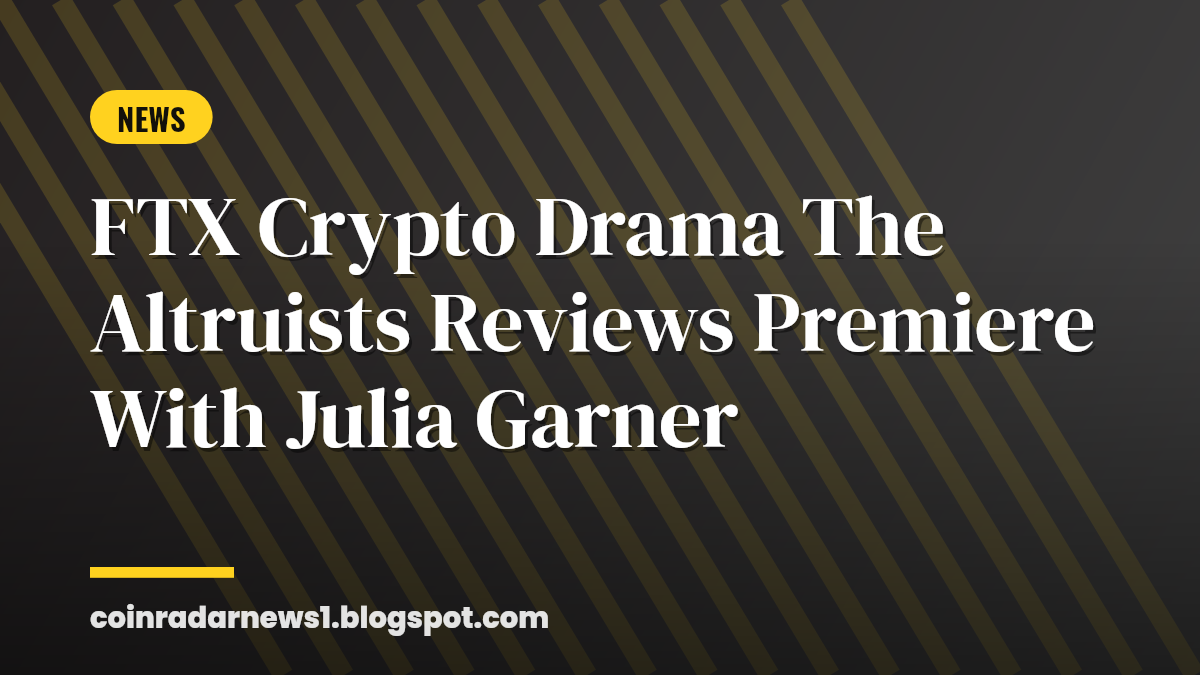 NEWS
FTX Crypto Drama The
Altruists Reviews Premiere
With Julia Garner
coinradarnews1.blogspot.com